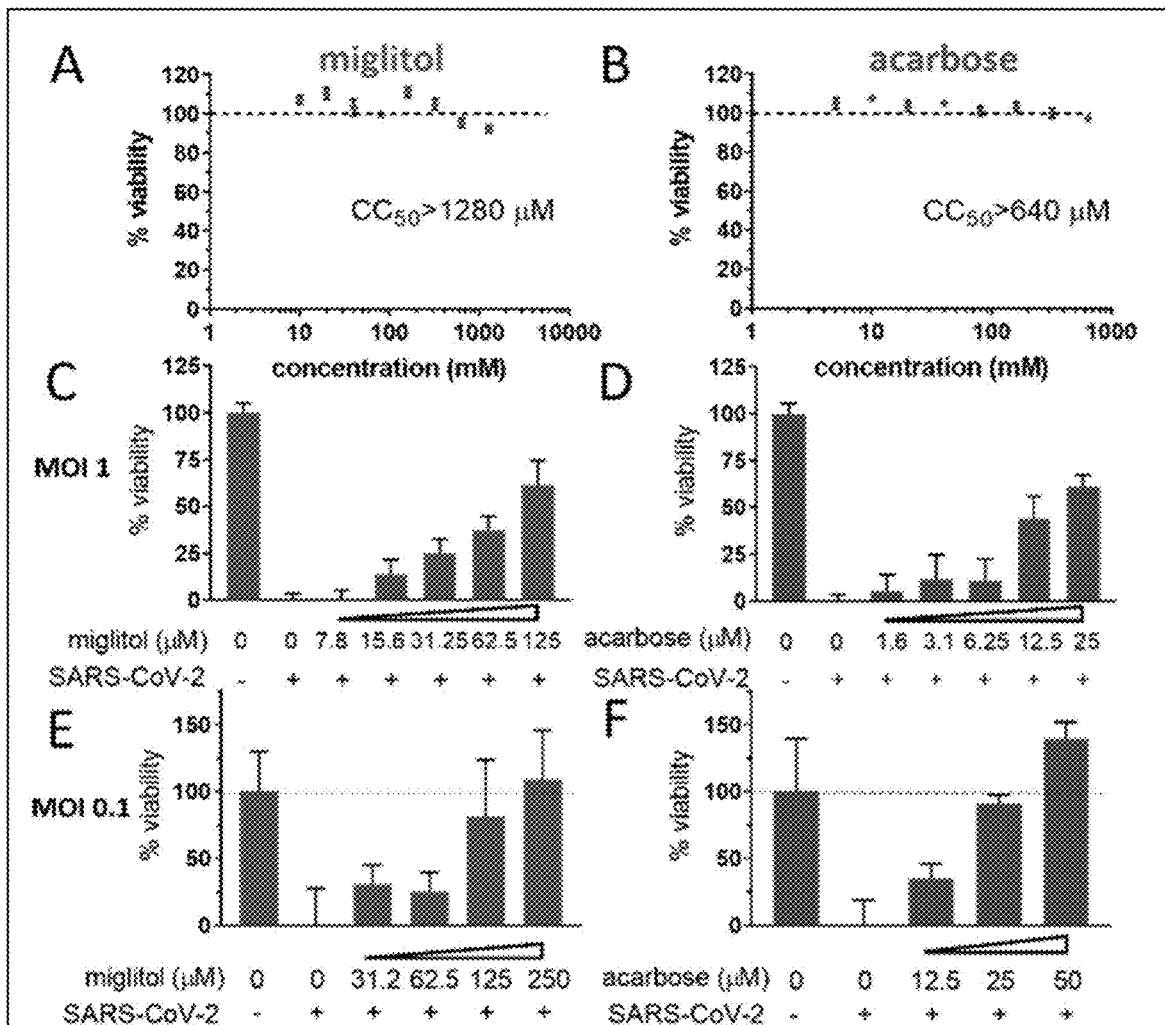 A miglitol
120
100
80
60
40
20
0
% viability
CC50>1280 μM
1 10 100 1000 10000
concentration (mM)
B acarbose
120
100
80
60
40
20
0
% viability
CC50>640 μM
1 10 100 1000
concentration (mM)
C
MOI 1
125
100
75
50
25
0
% viability
miglitol (μM) 0 0 7.8 15.6 31.25 62.5 125
SARS-CoV-2 - + + + + + +
D
125
100
75
50
25
0
% viability
acarbose (μM) 0 0 1.6 3.1 6.25 12.5 25
SARS-CoV-2 - + + + + + +
E
MOI 0.1
150
100
50
0
% viability
miglitol (μM) 0 0 31.2 62.5 125 250
SARS-CoV-2 - + + + + +
F
150
100
50
0
% viability
acarbose (μM) 0 0 12.5 25 50
SARS-CoV-2 - + + + +